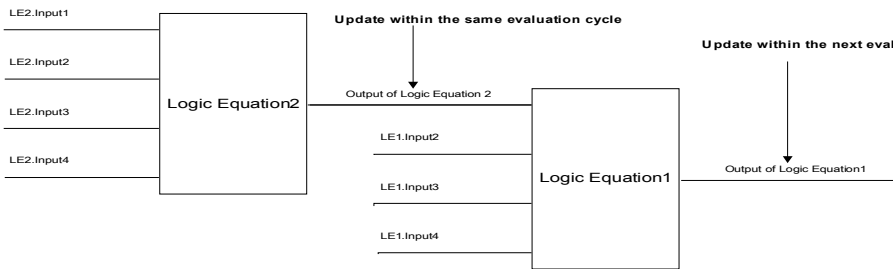 LE2.Input1
Update within the same evaluation cycle
Update within the next eval
LE2.Input2
Output of Logic Equation 2
Logic Equation2
LE2.Input3
LE1.Input2
LE2.Input4
Output of Logic Equation1
Logic Equation1
LE1.Input3
LE1.Input4